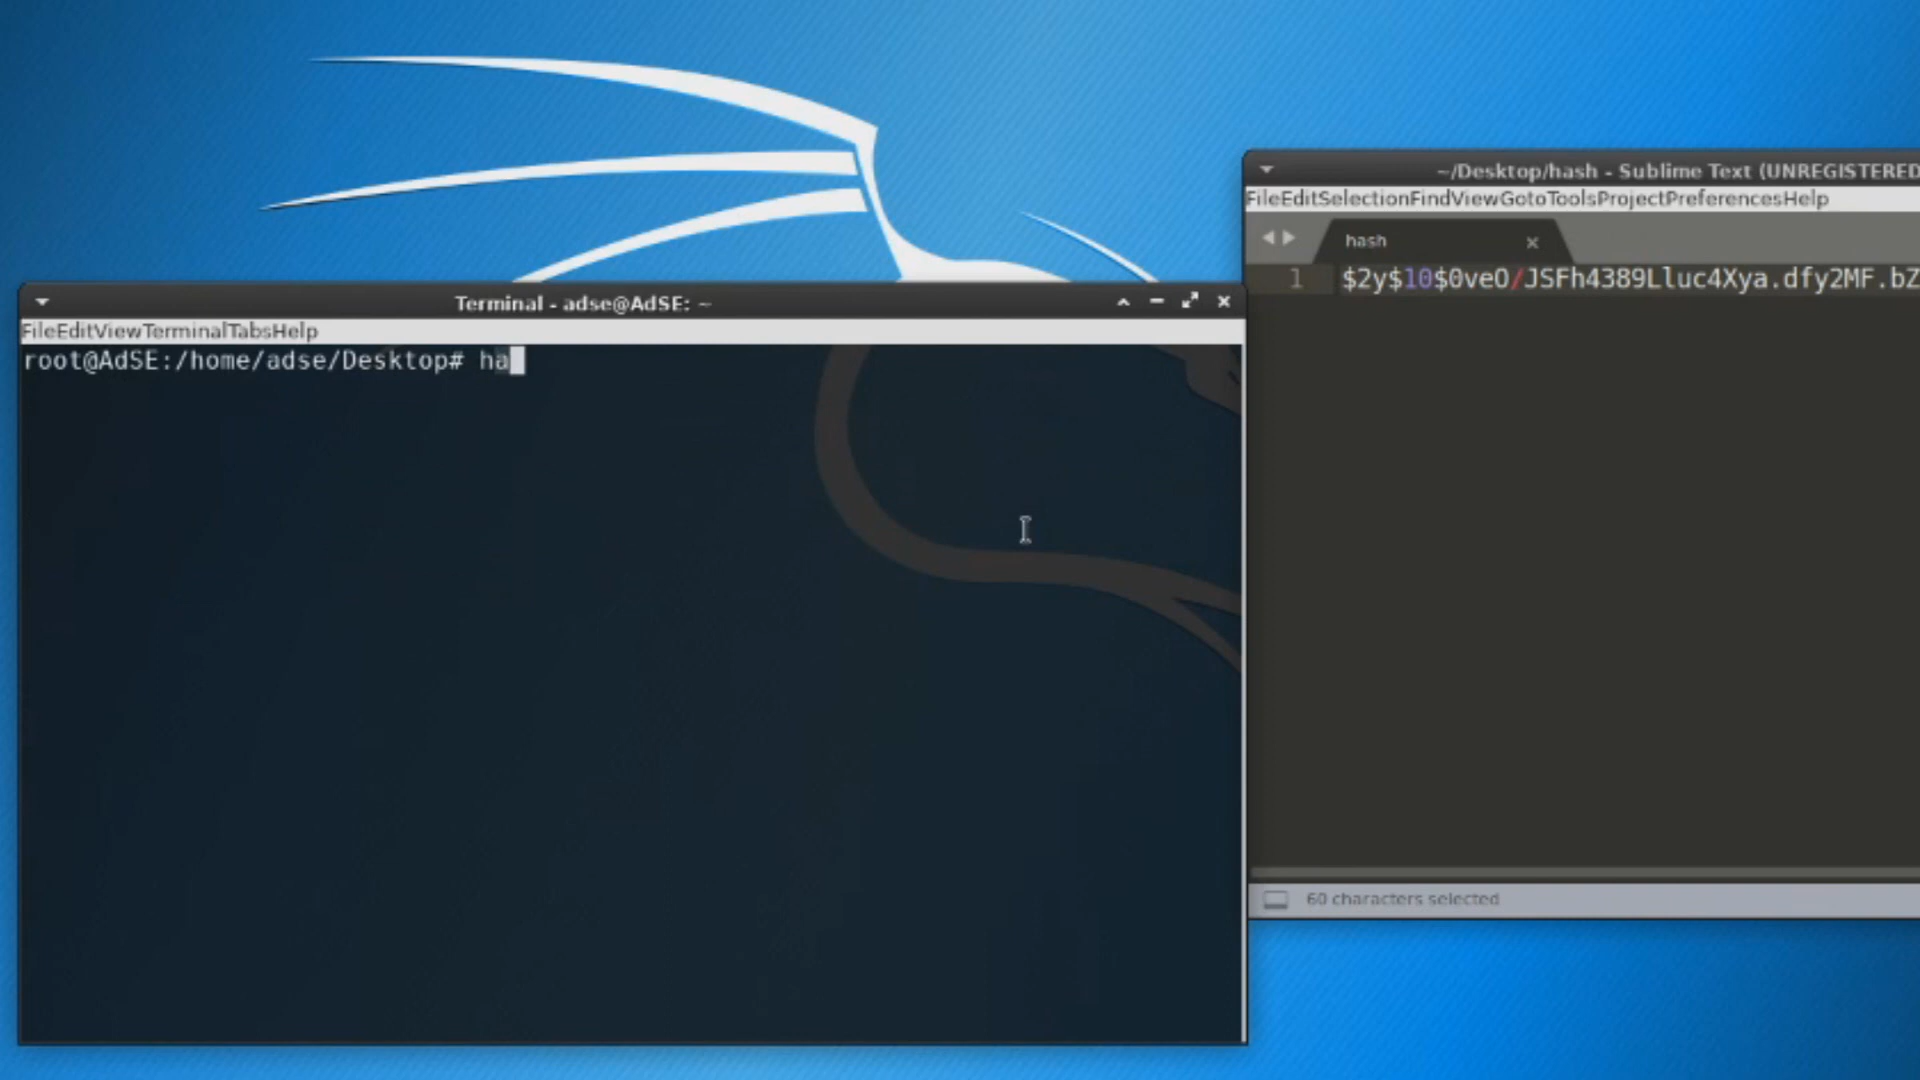 ~/Desktop/hash - Sublime Text (UNREGISTERED
FileEditSelectionFindViewGotoToolsProjectPreferencesHelp
hash
1 $2y$10$0veO/JSFh4389Lluc4Xya.dfy2MF.bZ
60 characters selected
Terminal - adse@AdSE: ~
FileEditViewTerminalTabsHelp
root@AdSE:/home/adse/Desktop# ha